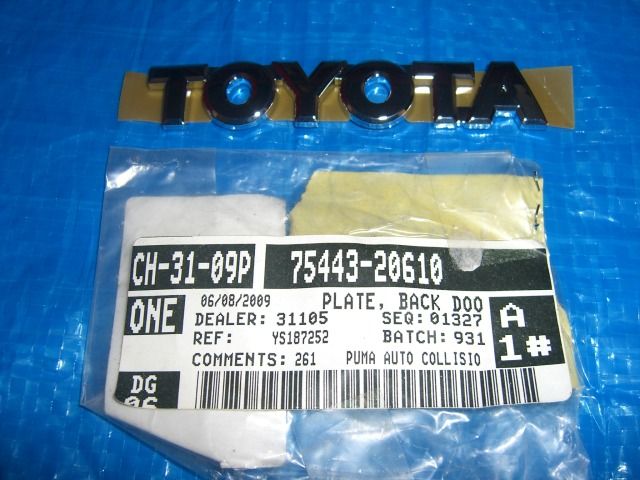 TOYOTA
CH-31-09P 75443-20610
ONE 06/08/2009 PLATE, BACK DOO A
DEALER: 31105 SEQ: 01327
REF: YS187252 BATCH: 931 1#
COMMENTS: 261 PUMA AUTO COLLISIO
DG
06